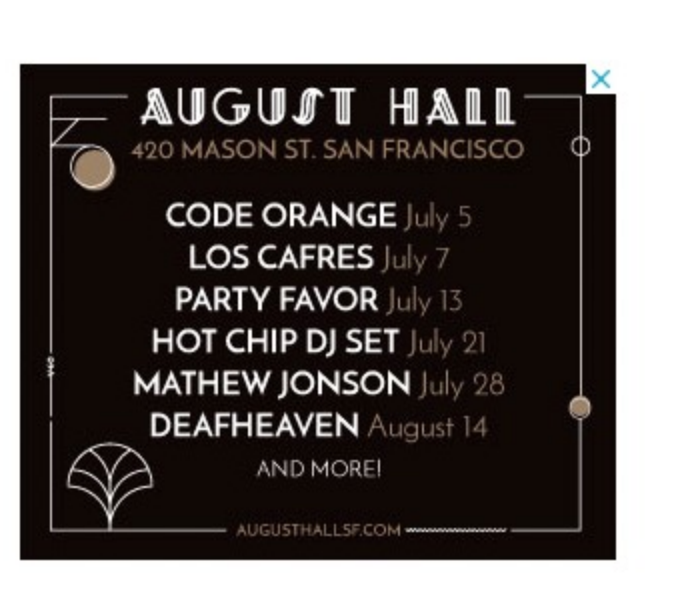 AUGUST HALL
420 MASON ST. SAN FRANCISCO
CODE ORANGE July 5
LOS CAFRES July 7
PARTY FAVOR July 13
HOT CHIP DJ SET July 21
MATHEW JONSON July 28
DEAFHEAVEN August 14
AND MORE!
AUGUSTHALLSF.COM